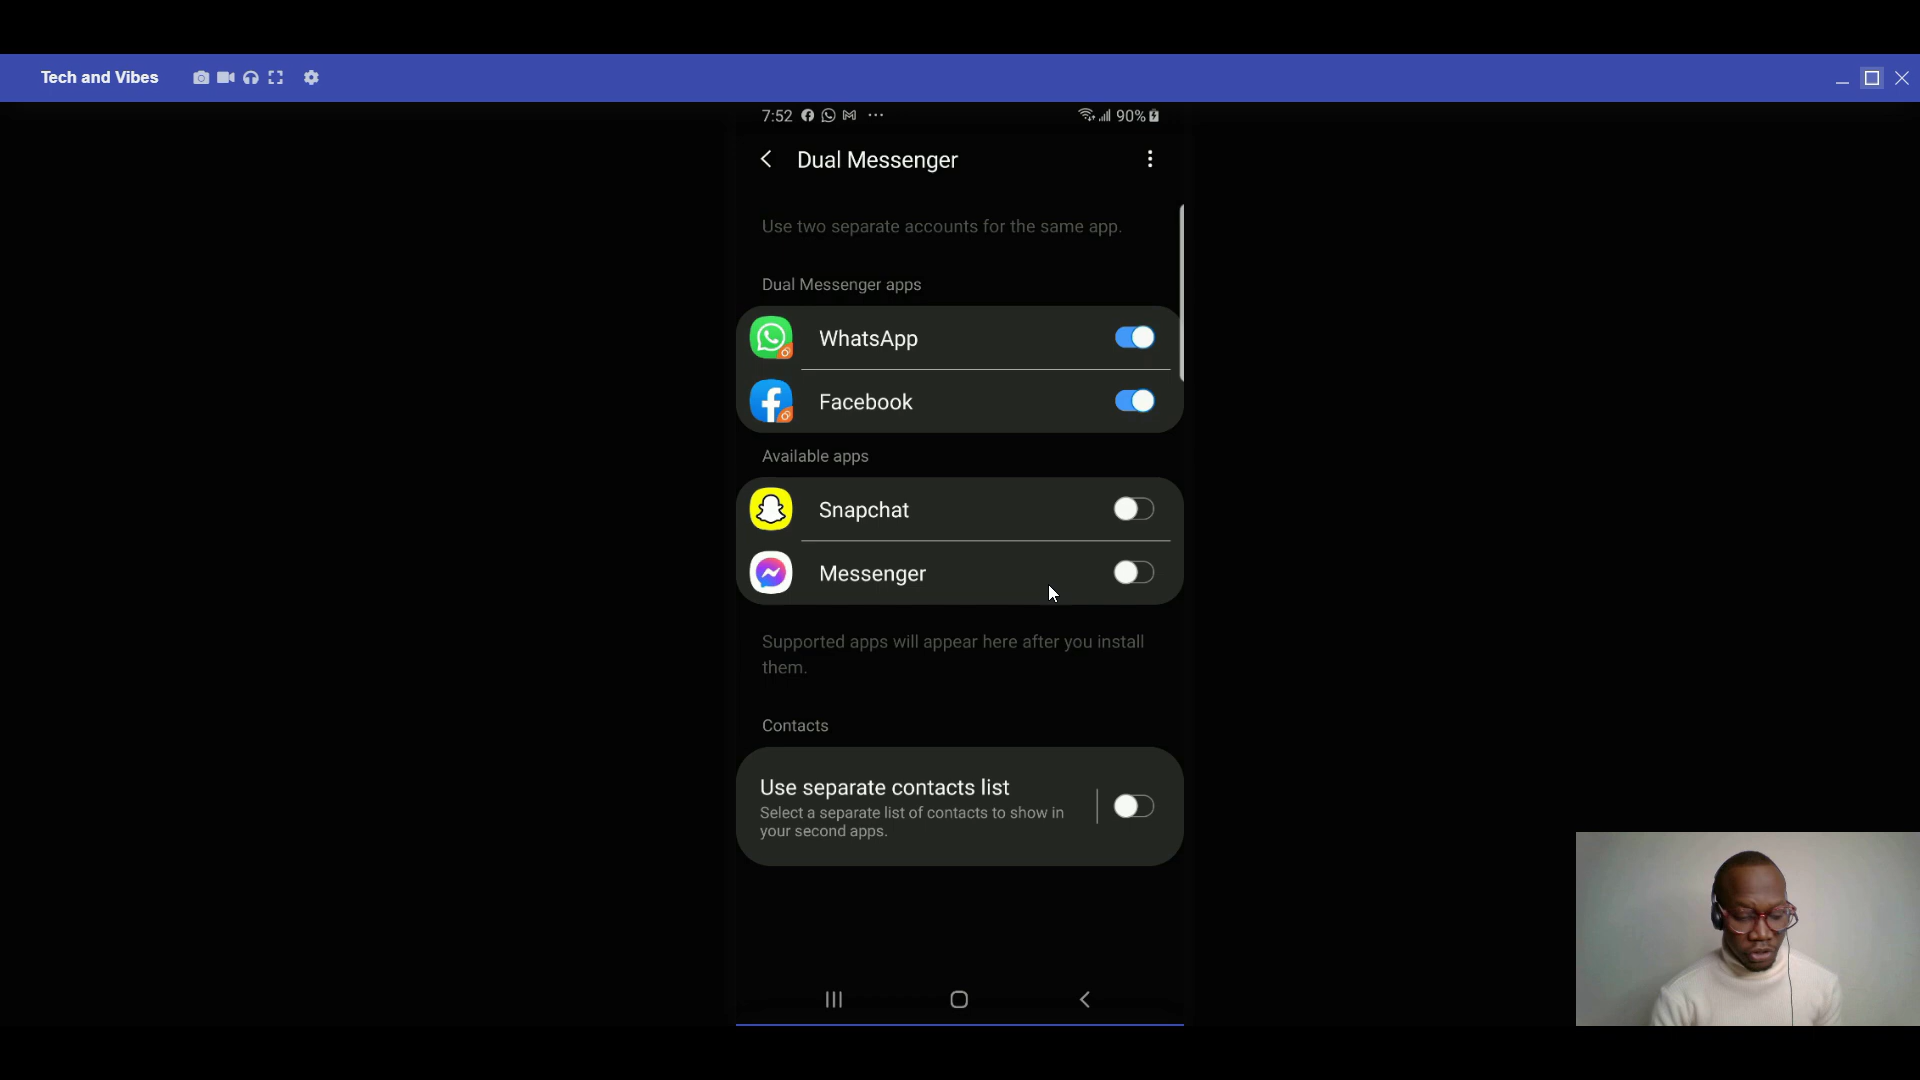 Tech and Vibes
7:52
90%
Dual Messenger
Use two separate accounts for the same app.
Dual Messenger apps
WhatsApp
Facebook
Available apps
Snapchat
Messenger
Supported apps will appear here after you install
them.
Contacts
Use separate contacts list
Select a separate list of contacts to show in
your second apps.